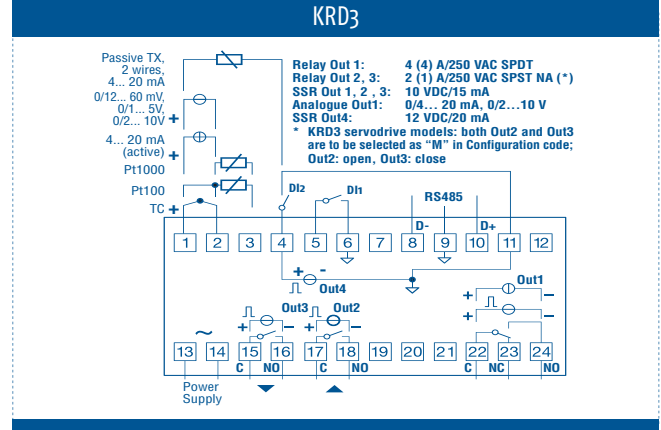 KRD3
Passive TX,
2 wires,
4... 20 mA
0/12... 60 mV,
0/1... 5V,
0/2... 10V +
4... 20 mA
(active) +
Pt1000
Pt100
TC +
Relay Out 1: 4 (4) A/250 VAC SPDT
Relay Out 2, 3: 2 (1) A/250 VAC SPST NA (*)
SSR Out 1, 2 , 3: 10 VDC/15 mA
Analogue Out1: 0/4... 20 mA, 0/2...10 V
SSR Out4: 12 VDC/20 mA
* KRD3 servodrive models: both Out2 and Out3
are to be selected as "M" in Configuration code;
Out2: open, Out3: close
DI2 DI1 RS485
D- D+
1 2 3 4 5 6 7 8 9 10 11 12
+ -
Out4
Out1
+ −
+ −
Out3 Out2
+ − + −
~
13 14 15 16 17 18 19 20 21 22 23 24
C NO C NO C NC NO
Power
Supply